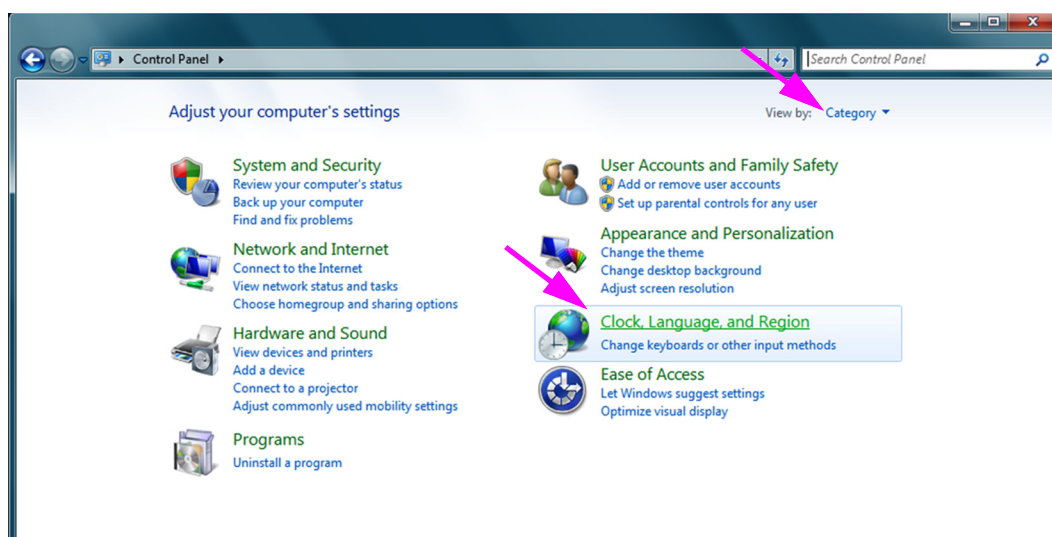 Control Panel
Search Control Panel
Adjust your computer's settings
View by: Category
System and Security
Review your computer's status
Back up your computer
Find and fix problems
Network and Internet
Connect to the Internet
View network status and tasks
Choose homegroup and sharing options
Hardware and Sound
View devices and printers
Add a device
Connect to a projector
Adjust commonly used mobility settings
Programs
Uninstall a program
User Accounts and Family Safety
Add or remove user accounts
Set up parental controls for any user
Appearance and Personalization
Change the theme
Change desktop background
Adjust screen resolution
Clock, Language, and Region
Change keyboards or other input methods
Ease of Access
Let Windows suggest settings
Optimize visual display